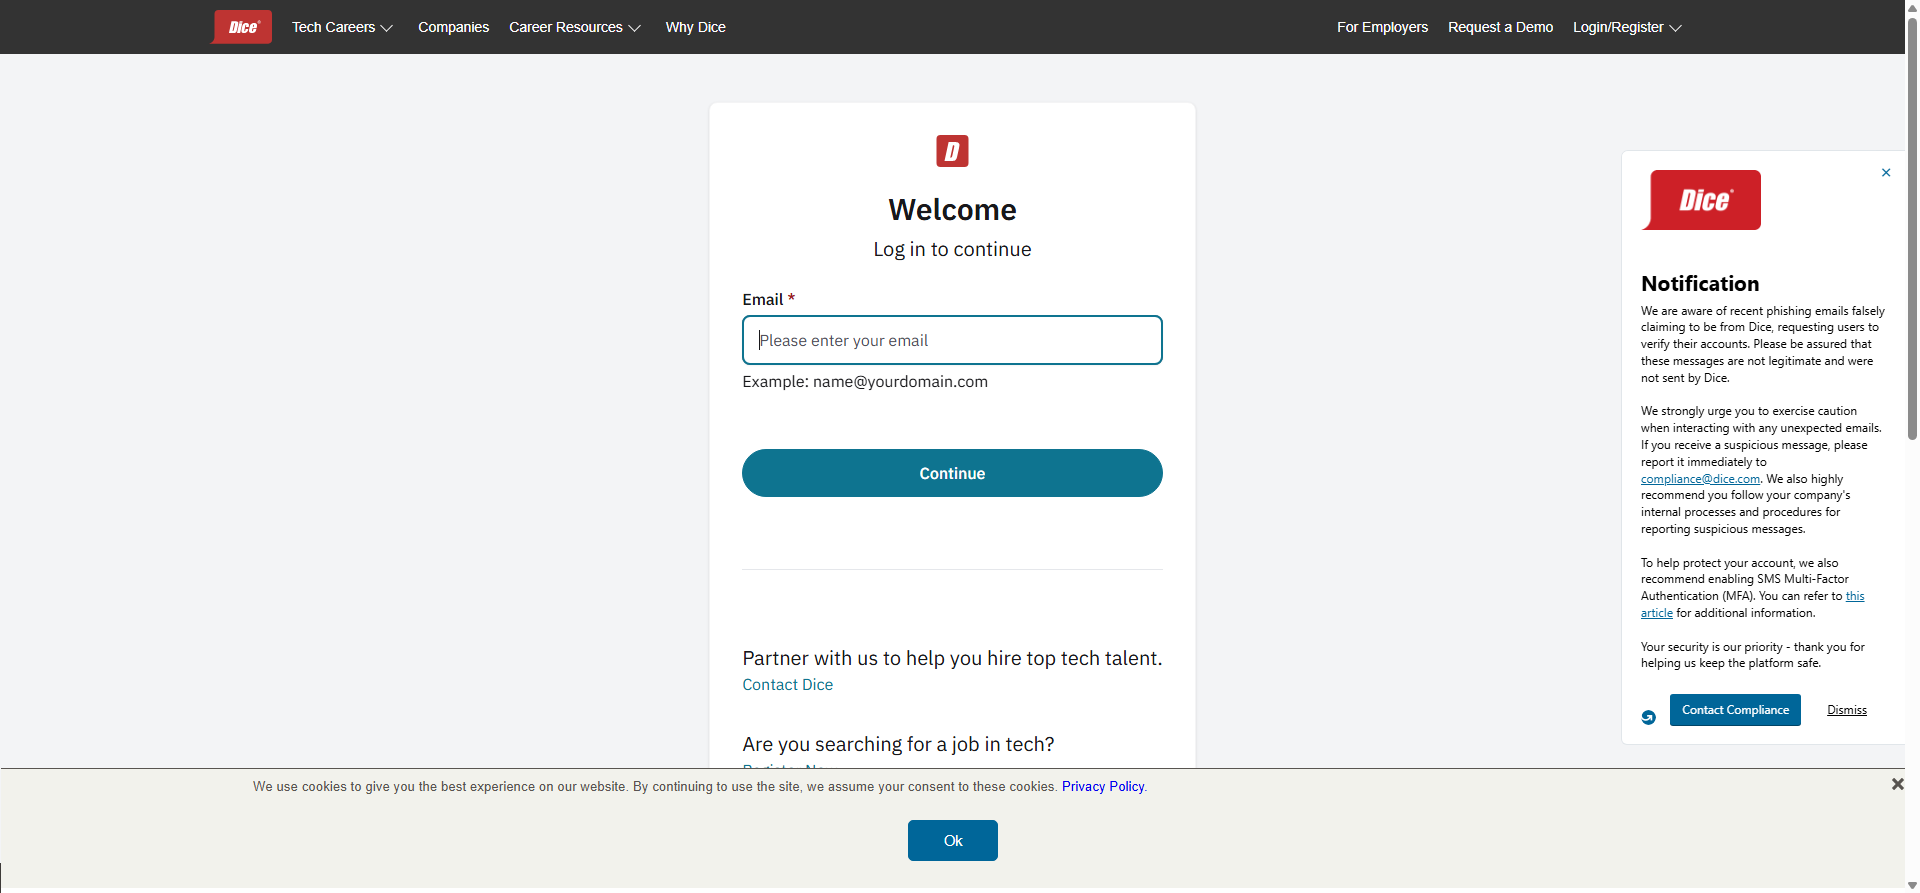 Dice Tech Careers Companies Career Resources Why Dice For Employers Request a Demo Login/Register
D
Welcome
Log in to continue
Email *
Please enter your email
Example: name@yourdomain.com
Continue
Partner with us to help you hire top tech talent.
Contact Dice
Are you searching for a job in tech?
Register Now
Dice
Notification
We are aware of recent phishing emails falsely
claiming to be from Dice, requesting users to
verify their accounts. Please be assured that
these messages are not legitimate and were
not sent by Dice.
We strongly urge you to exercise caution
when interacting with any unexpected emails.
If you receive a suspicious message, please
report it immediately to
compliance@dice.com. We also highly
recommend you follow your company's
internal processes and procedures for
reporting suspicious messages.
To help protect your account, we also
recommend enabling SMS Multi-Factor
Authentication (MFA). You can refer to this
article for additional information.
Your security is our priority - thank you for
helping us keep the platform safe.
Contact Compliance Dismiss
We use cookies to give you the best experience on our website. By continuing to use the site, we assume your consent to these cookies. Privacy Policy.
Ok